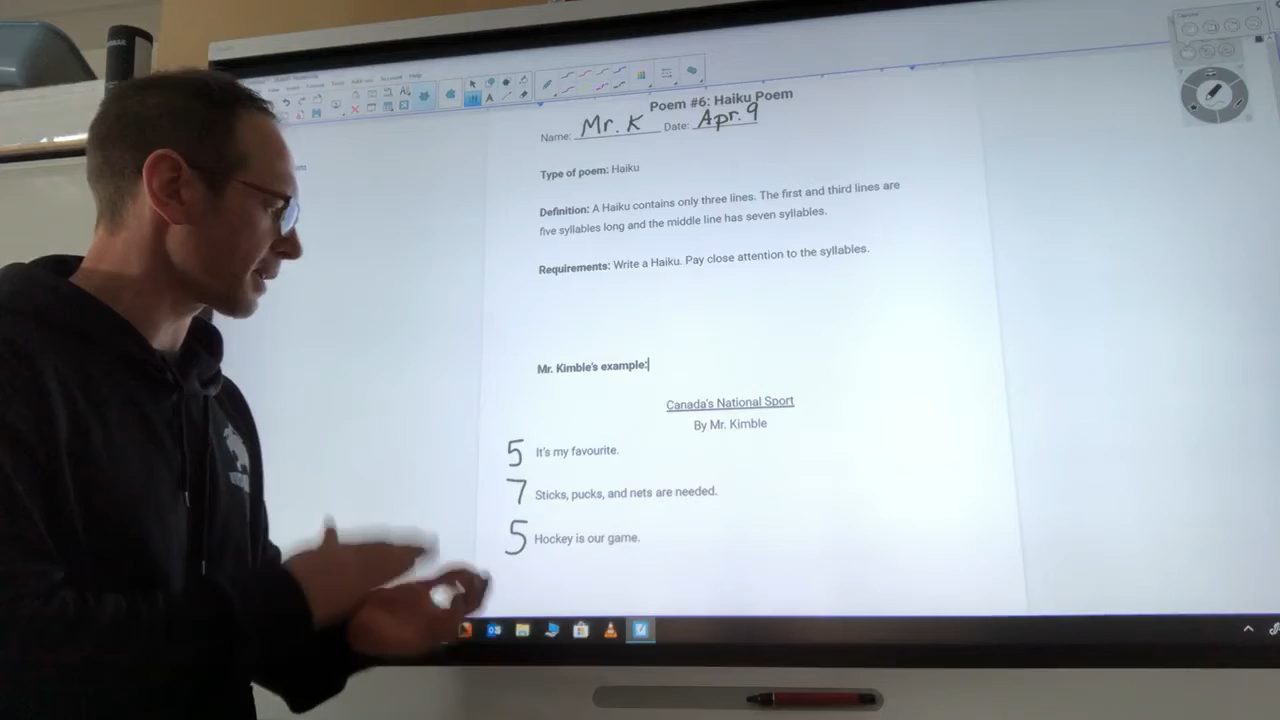 Poem #6: Haiku Poem
Name: Mr. K Date: Apr. 9
Type of poem: Haiku
Definition: A Haiku contains only three lines. The first and third lines are
five syllables long and the middle line has seven syllables.
Requirements: Write a Haiku. Pay close attention to the syllables.
Mr. Kimble's example:
Canada's National Sport
By Mr. Kimble
5 It's my favourite.
7 Sticks, pucks, and nets are needed.
5 Hockey is our game.